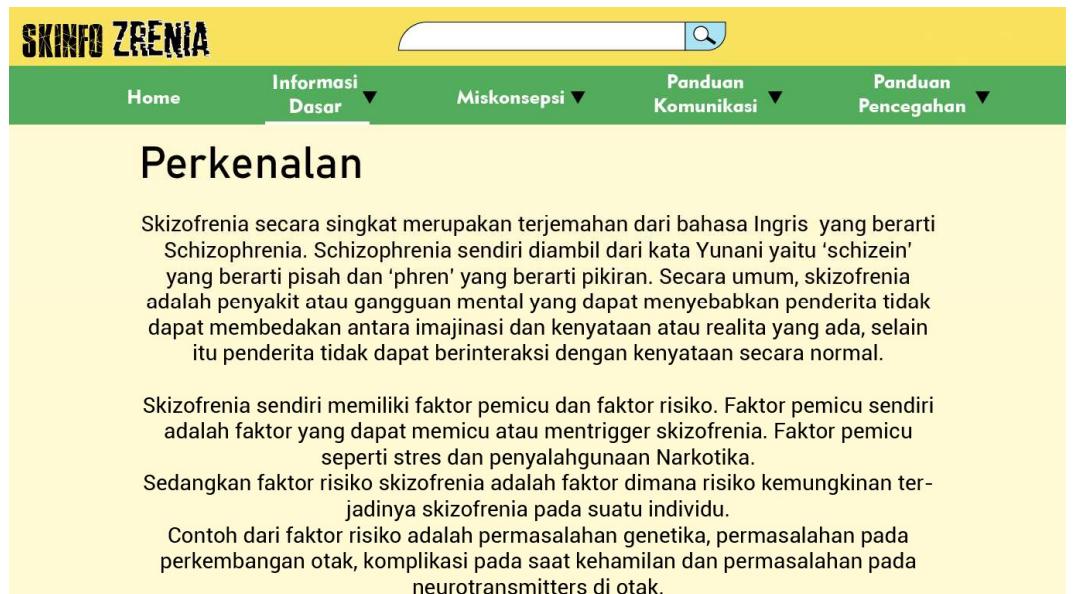 SKINFO ZRENIA
Home
Informasi
Dasar
Miskonsepsi
Panduan
Komunikasi
Panduan
Pencegahan
Perkenalan
Skizofrenia secara singkat merupakan terjemahan dari bahasa Ingris  yang berarti
Schizophrenia. Schizophrenia sendiri diambil dari kata Yunani yaitu ‘schizein’
yang berarti pisah dan ‘phren’ yang berarti pikiran. Secara umum, skizofrenia
adalah penyakit atau gangguan mental yang dapat menyebabkan penderita tidak
dapat membedakan antara imajinasi dan kenyataan atau realita yang ada, selain
itu penderita tidak dapat berinteraksi dengan kenyataan secara normal.
Skizofrenia sendiri memiliki faktor pemicu dan faktor risiko. Faktor pemicu sendiri
adalah faktor yang dapat memicu atau mentrigger skizofrenia. Faktor pemicu
seperti stres dan penyalahgunaan Narkotika.
Sedangkan faktor risiko skizofrenia adalah faktor dimana risiko kemungkinan ter-
jadinya skizofrenia pada suatu individu.
Contoh dari faktor risiko adalah permasalahan genetika, permasalahan pada
perkembangan otak, komplikasi pada saat kehamilan dan permasalahan pada
neurotransmitters di otak.